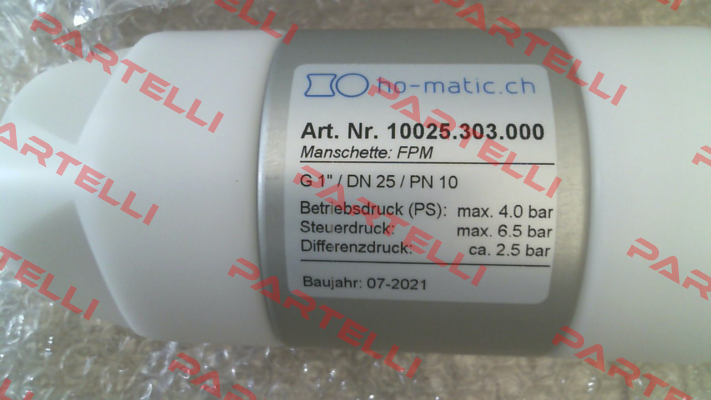 ho-matic.ch
Art. Nr. 10025.303.000
Manschette: FPM
G 1" / DN 25 / PN 10
Betriebsdruck (PS): max. 4.0 bar
Steuerdruck: max. 6.5 bar
Differenzdruck: ca. 2.5 bar
Baujahr: 07-2021
PARTELLI
PARTELLI
PARTELLI
PARTELLI
PARTELLI
PARTELLI
PARTELLI
PARTELLI
PARTELLI